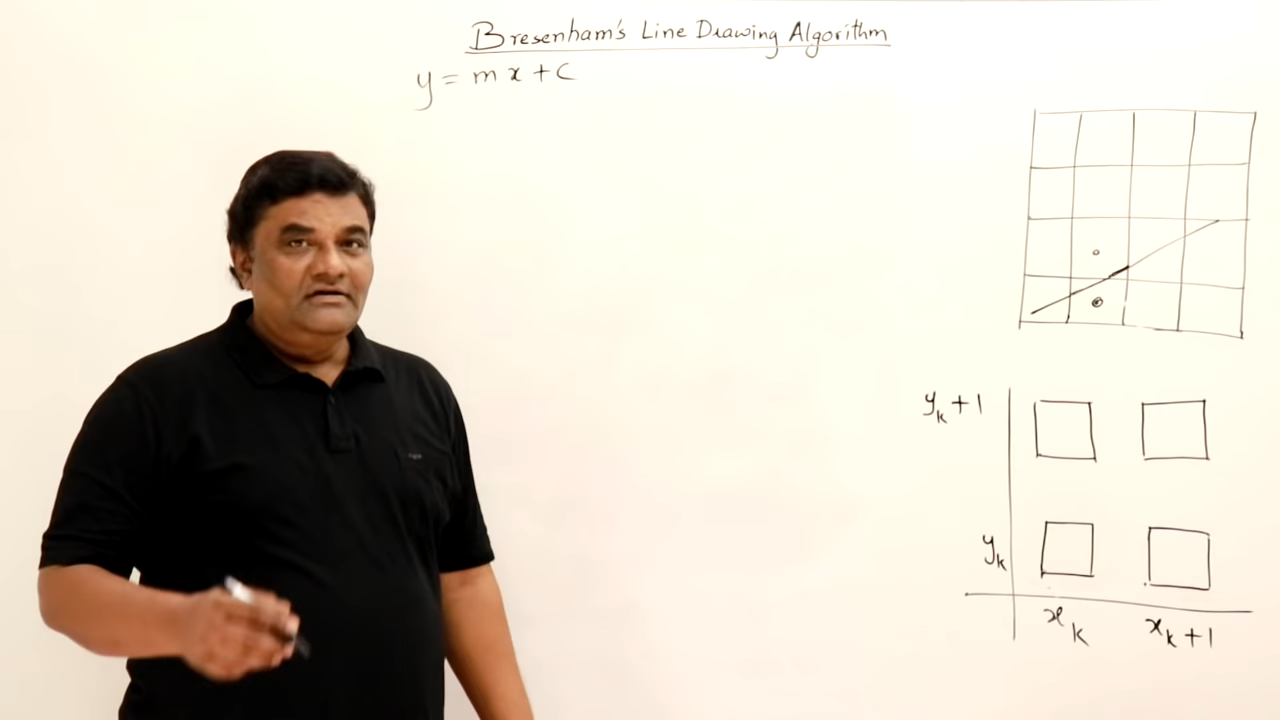 Bresenham's Line Drawing Algorithm
y = mx + C
yₖ + 1
yₖ
xₖ
xₖ + 1